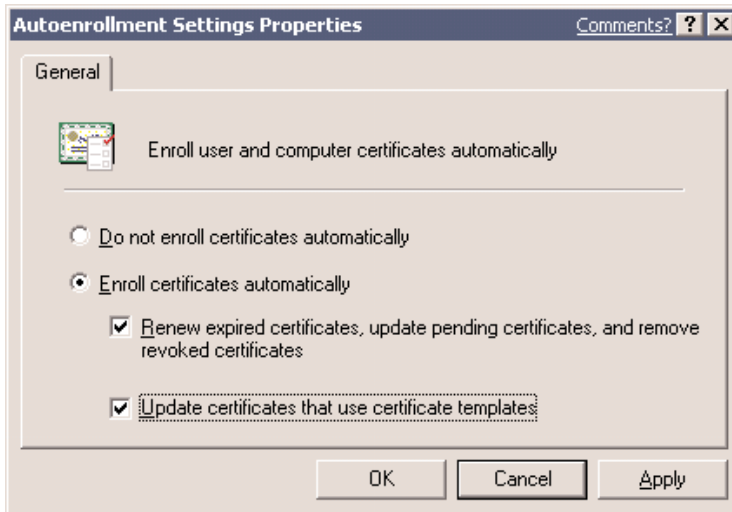 Autoenrollment Settings Properties Comments? ? X
General
Enroll user and computer certificates automatically
Do not enroll certificates automatically
Enroll certificates automatically
Renew expired certificates, update pending certificates, and remove
revoked certificates
Update certificates that use certificate templates
OK Cancel Apply